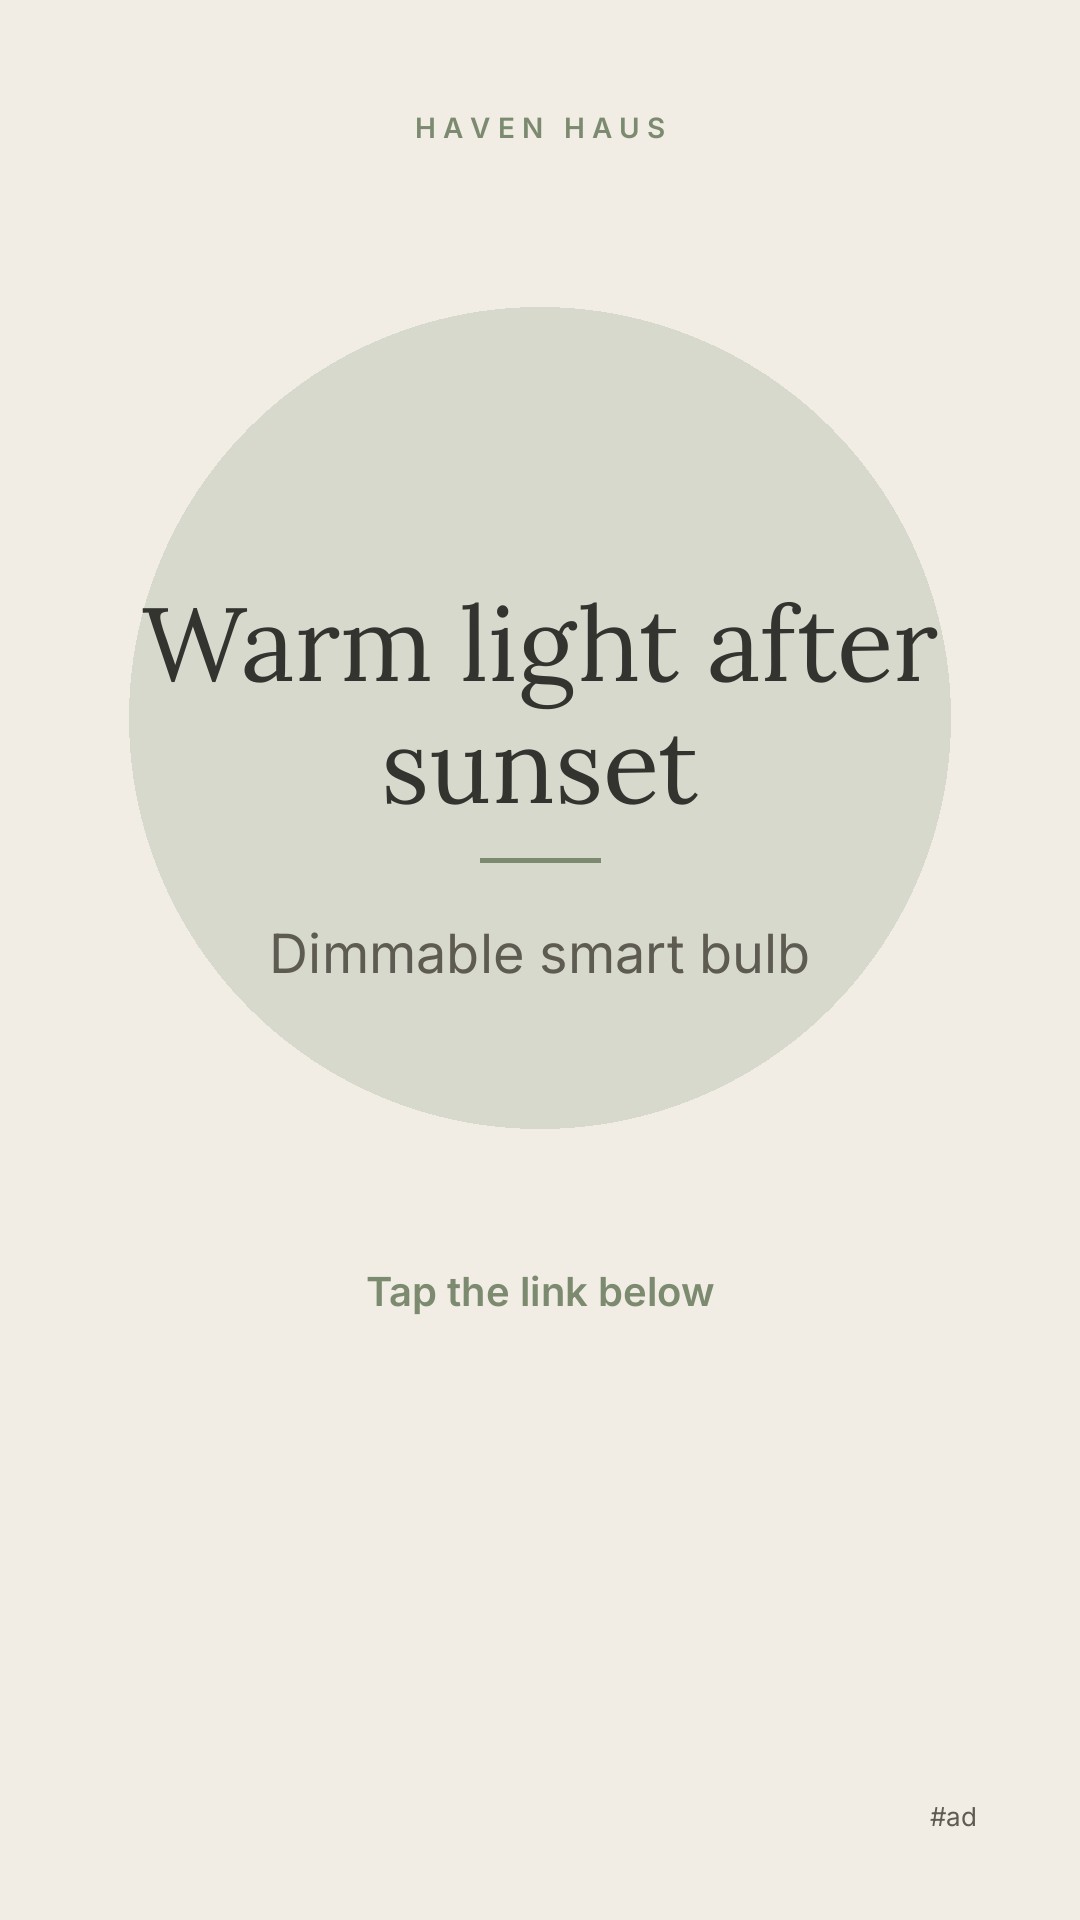 HAVEN HAUS
Warm light after
sunset
Dimmable smart bulb
Tap the link below
#ad